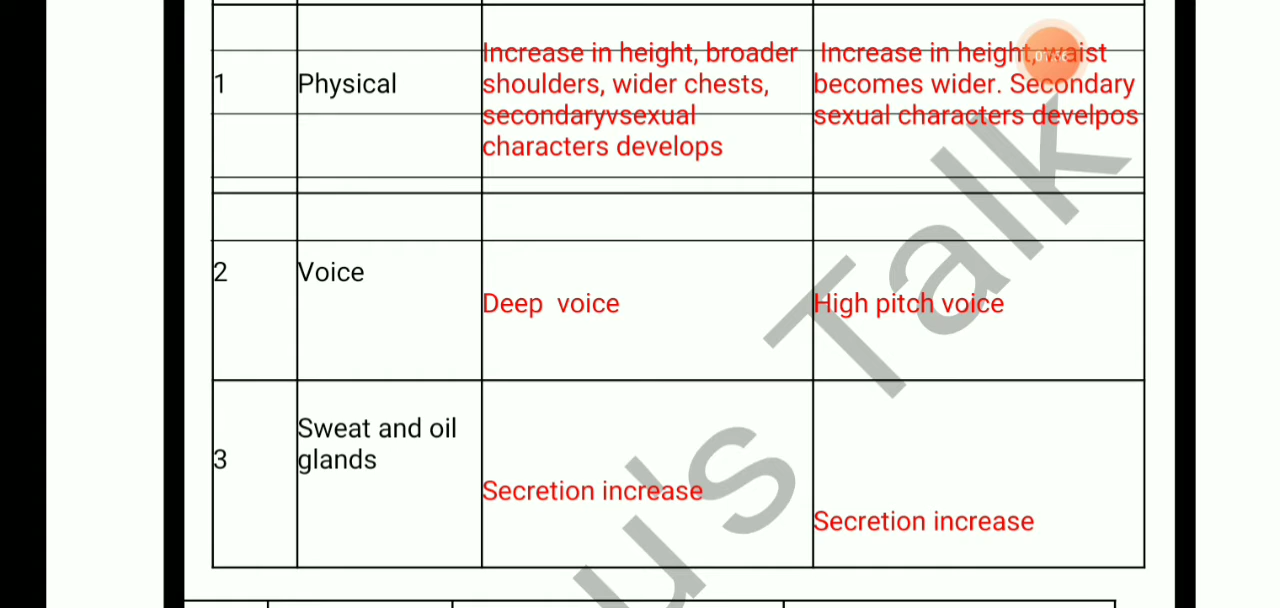 Increase in height, broader
Increase in height, waist
1
Physical
shoulders, wider chests,
becomes wider. Secondary
secondaryvsexual
sexual characters develpos
characters develops
2
Voice
Deep  voice
High pitch voice
Sweat and oil
3
glands
Secretion increase
Secretion increase
u's Talk